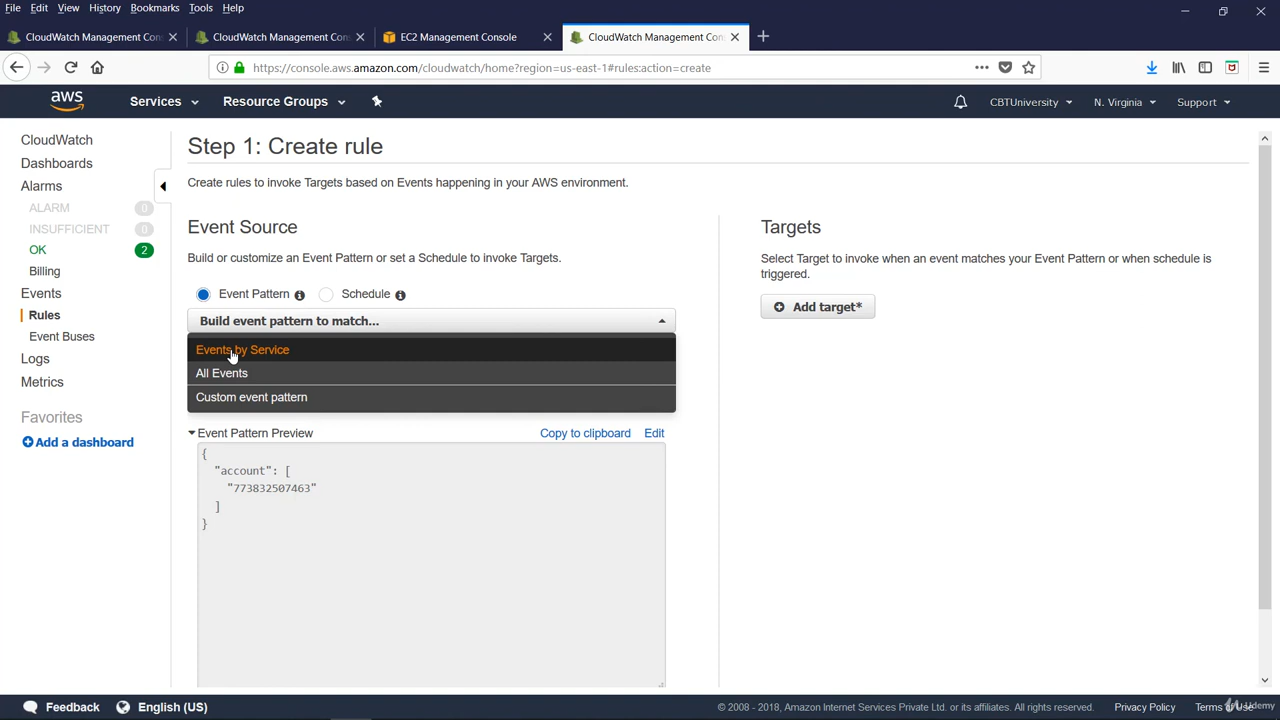 File Edit View History Bookmarks Tools Help
CloudWatch Management Con
CloudWatch Management Con
EC2 Management Console
CloudWatch Management Con
https://console.aws.amazon.com/cloudwatch/home?region=us-east-1#rules:action=create
aws Services Resource Groups CBTUniversity N. Virginia Support
CloudWatch
Dashboards
Alarms
ALARM 0
INSUFFICIENT 0
OK 2
Billing
Events
Rules
Event Buses
Logs
Metrics
Favorites
Add a dashboard
Step 1: Create rule
Create rules to invoke Targets based on Events happening in your AWS environment.
Event Source
Build or customize an Event Pattern or set a Schedule to invoke Targets.
Event Pattern Schedule
Build event pattern to match...
Events by Service
All Events
Custom event pattern
Event Pattern Preview Copy to clipboard Edit
{
"account": [
"773832507463"
]
}
Targets
Select Target to invoke when an event matches your Event Pattern or when schedule is
triggered.
Add target*
Feedback English (US) © 2008 - 2018, Amazon Internet Services Private Ltd. or its affiliates. All rights reserved. Privacy Policy Terms of Use
Udemy